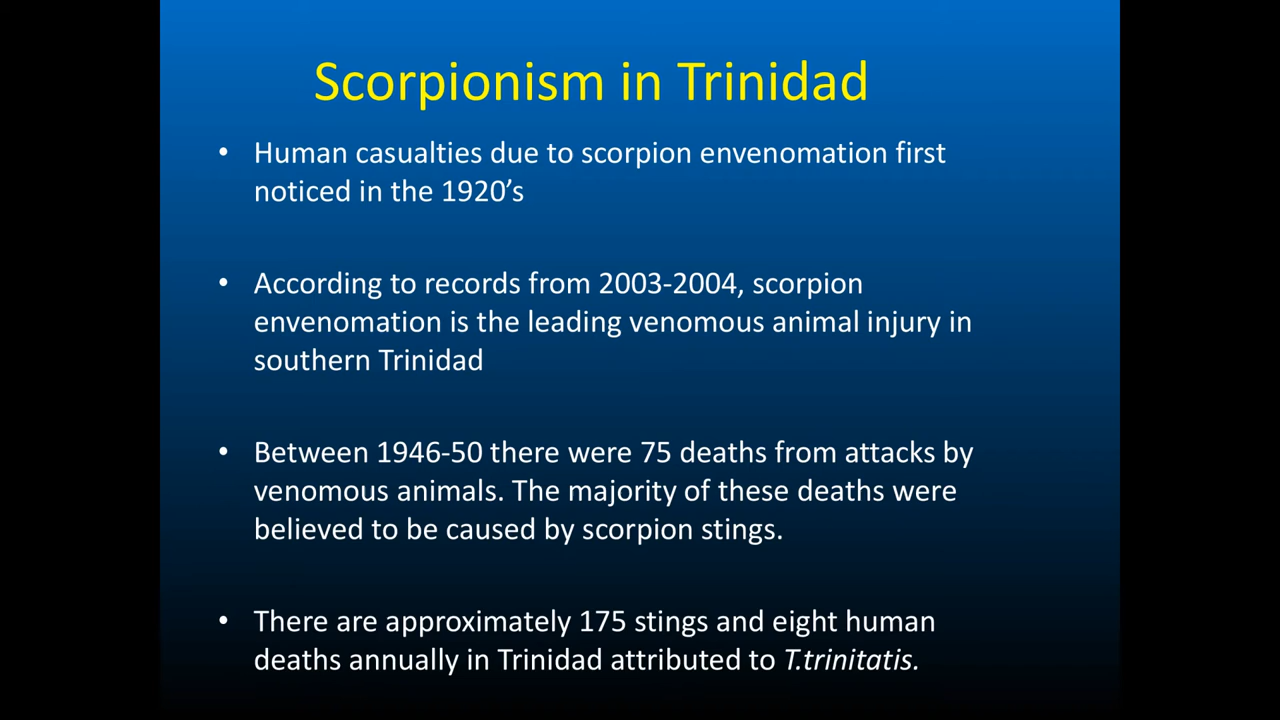 Scorpionism in Trinidad
• Human casualties due to scorpion envenomation first
noticed in the 1920’s
• According to records from 2003-2004, scorpion
envenomation is the leading venomous animal injury in
southern Trinidad
• Between 1946-50 there were 75 deaths from attacks by
venomous animals. The majority of these deaths were
believed to be caused by scorpion stings.
• There are approximately 175 stings and eight human
deaths annually in Trinidad attributed to T.trinitatis.